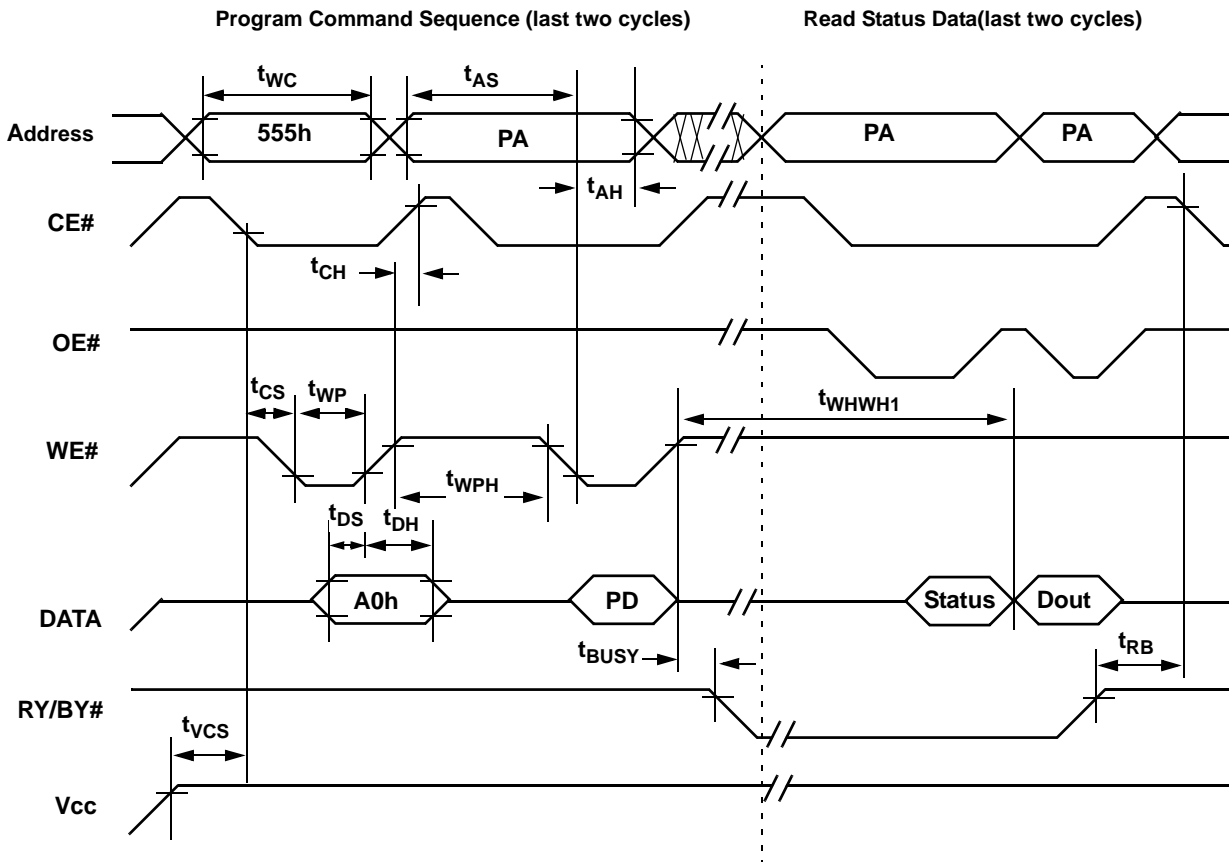 Program Command Sequence (last two cycles)
Read Status Data(last two cycles)
tWC
tAS
Address
555h
PA
PA
PA
tAH
CE#
tCH
OE#
tCS
tWP
tWHWH1
WE#
tWPH
tDS
tDH
A0h
PD
Status
Dout
DATA
tBUSY
tRB
RY/BY#
tVCS
Vcc